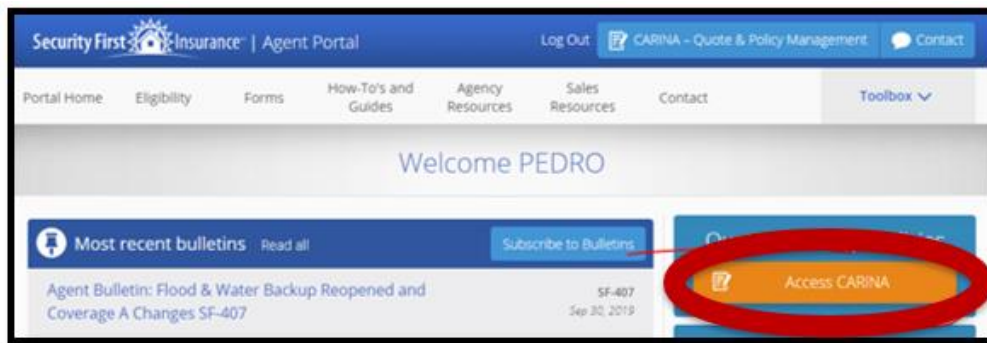 Security First Insurance | Agent Portal
Log Out
CARINA – Quote & Policy Management
Contact
Portal Home
Eligibility
Forms
How-To's and
Guides
Agency
Resources
Sales
Resources
Contact
Toolbox
Welcome PEDRO
Most recent bulletins Read all
Subscribe to Bulletins
Agent Bulletin: Flood & Water Backup Reopened and
Coverage A Changes SF-407
SF-407
Sep 30, 2019
Access CARINA